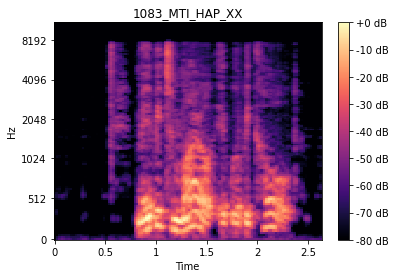 1083_MTI_HAP_XX
+0 dB
8192
-10 dB
4096
-20 dB
-30 dB
2048
Hz
-40 dB
1024
-50 dB
512
-60 dB
-70 dB
0
-80 dB
0 0.5 1 1.5 2 2.5
Time